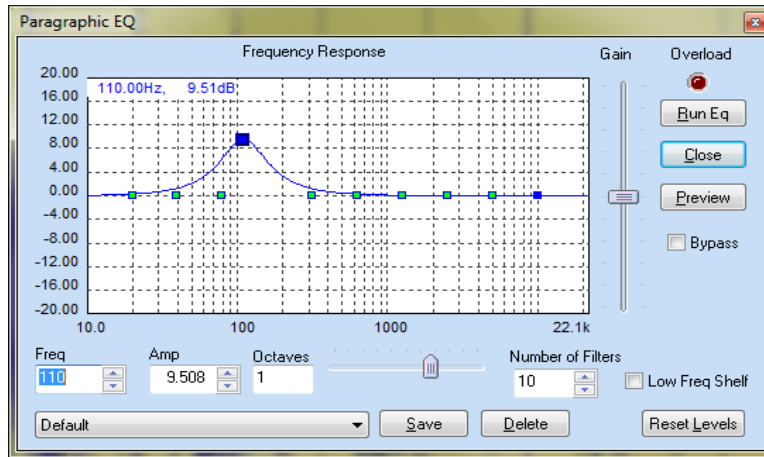 Paragraphic EQ
Frequency Response
Gain
Overload
20.00
110.00Hz, 9.51dB
16.00
12.00
8.00
4.00
0.00
-4.00
-8.00
-12.00
-16.00
-20.00
10.0 100 1000 22.1k
Run Eq
Close
Preview
Bypass
Freq Amp Octaves Number of Filters
110 9.508 1 10 Low Freq Shelf
Default Save Delete Reset Levels